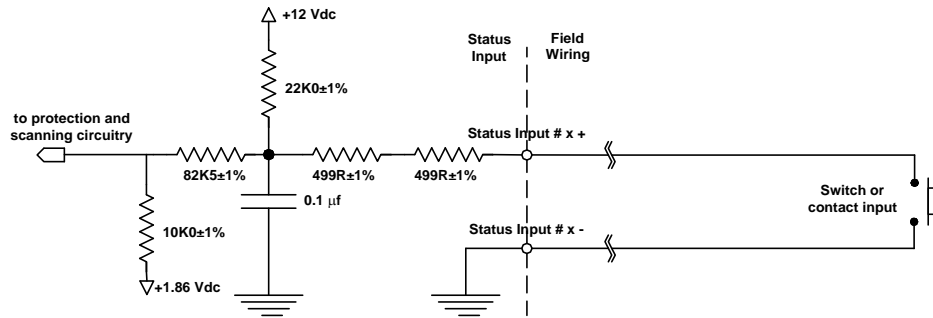 +12 Vdc
Status
Input
Field
Wiring
22K0±1%
to protection and
scanning circuitry
Status Input # x +
82K5±1%
499R±1%
499R±1%
0.1 µf
Switch or
contact input
10K0±1%
Status Input # x -
+1.86 Vdc